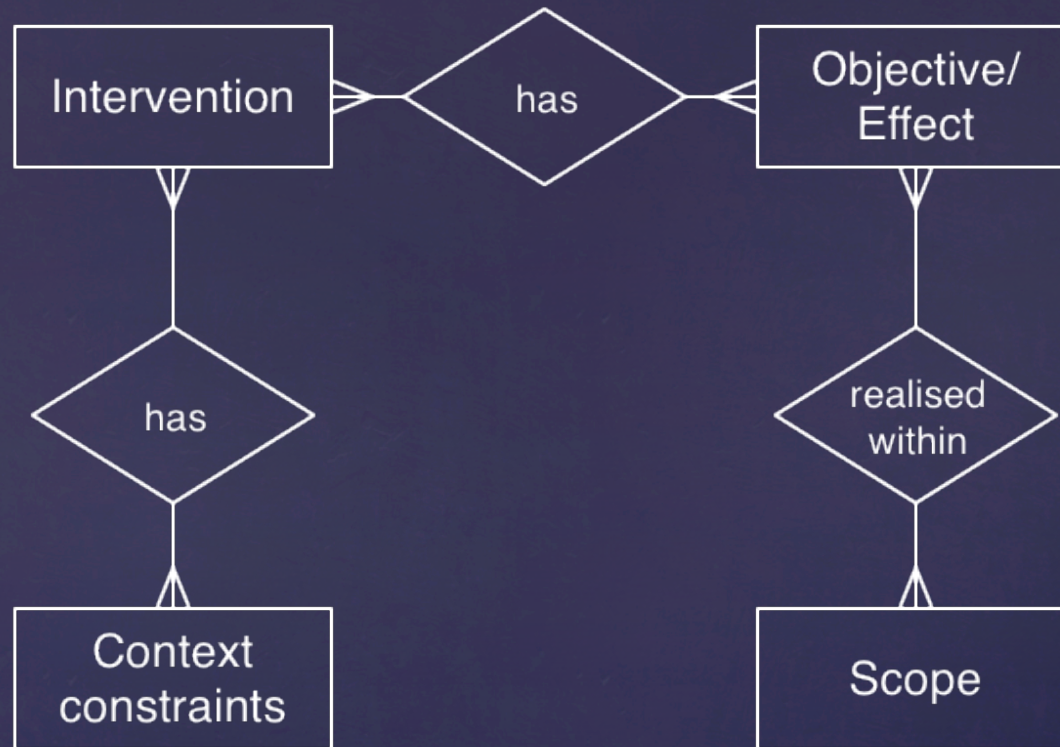 Intervention
has
Objective/
Effect
has
realised
within
Context
constraints
Scope